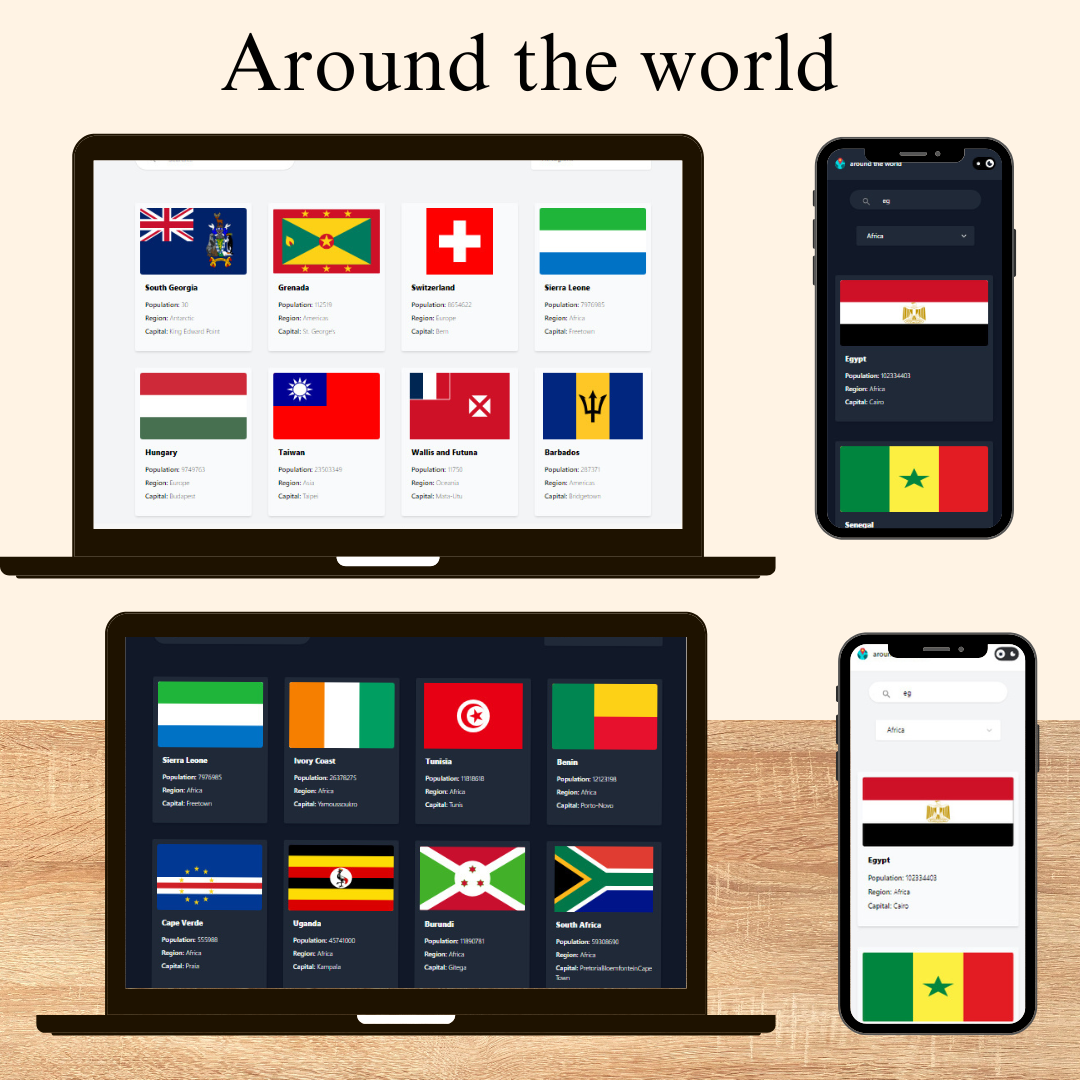 Around the world
South Georgia
Population: 30
Region: Antarctic
Capital: King Edward Point
Grenada
Population: 112519
Region: Americas
Capital: St. George's
Switzerland
Population: 8654622
Region: Europe
Capital: Bern
Sierra Leone
Population: 7976985
Region: Africa
Capital: Freetown
Hungary
Population: 9749763
Region: Europe
Capital: Budapest
Taiwan
Population: 23503349
Region: Asia
Capital: Taipei
Wallis and Futuna
Population: 11750
Region: Oceania
Capital: Mata-Utu
Barbados
Population: 287371
Region: Americas
Capital: Bridgetown
around the world
eg
Africa
Egypt
Population: 102334403
Region: Africa
Capital: Cairo
Senegal
Sierra Leone
Population: 7976985
Region: Africa
Capital: Freetown
Ivory Coast
Population: 26378275
Region: Africa
Capital: Yamoussoukro
Tunisia
Population: 11818618
Region: Africa
Capital: Tunis
Benin
Population: 12123198
Region: Africa
Capital: Porto-Novo
Cape Verde
Population: 555988
Region: Africa
Capital: Praia
Uganda
Population: 45741000
Region: Africa
Capital: Kampala
Burundi
Population: 11890781
Region: Africa
Capital: Gitega
South Africa
Population: 59308690
Region: Africa
Capital: PretoriaBloemfonteinCape
Town
arou
eg
Africa
Egypt
Population: 102334403
Region: Africa
Capital: Cairo